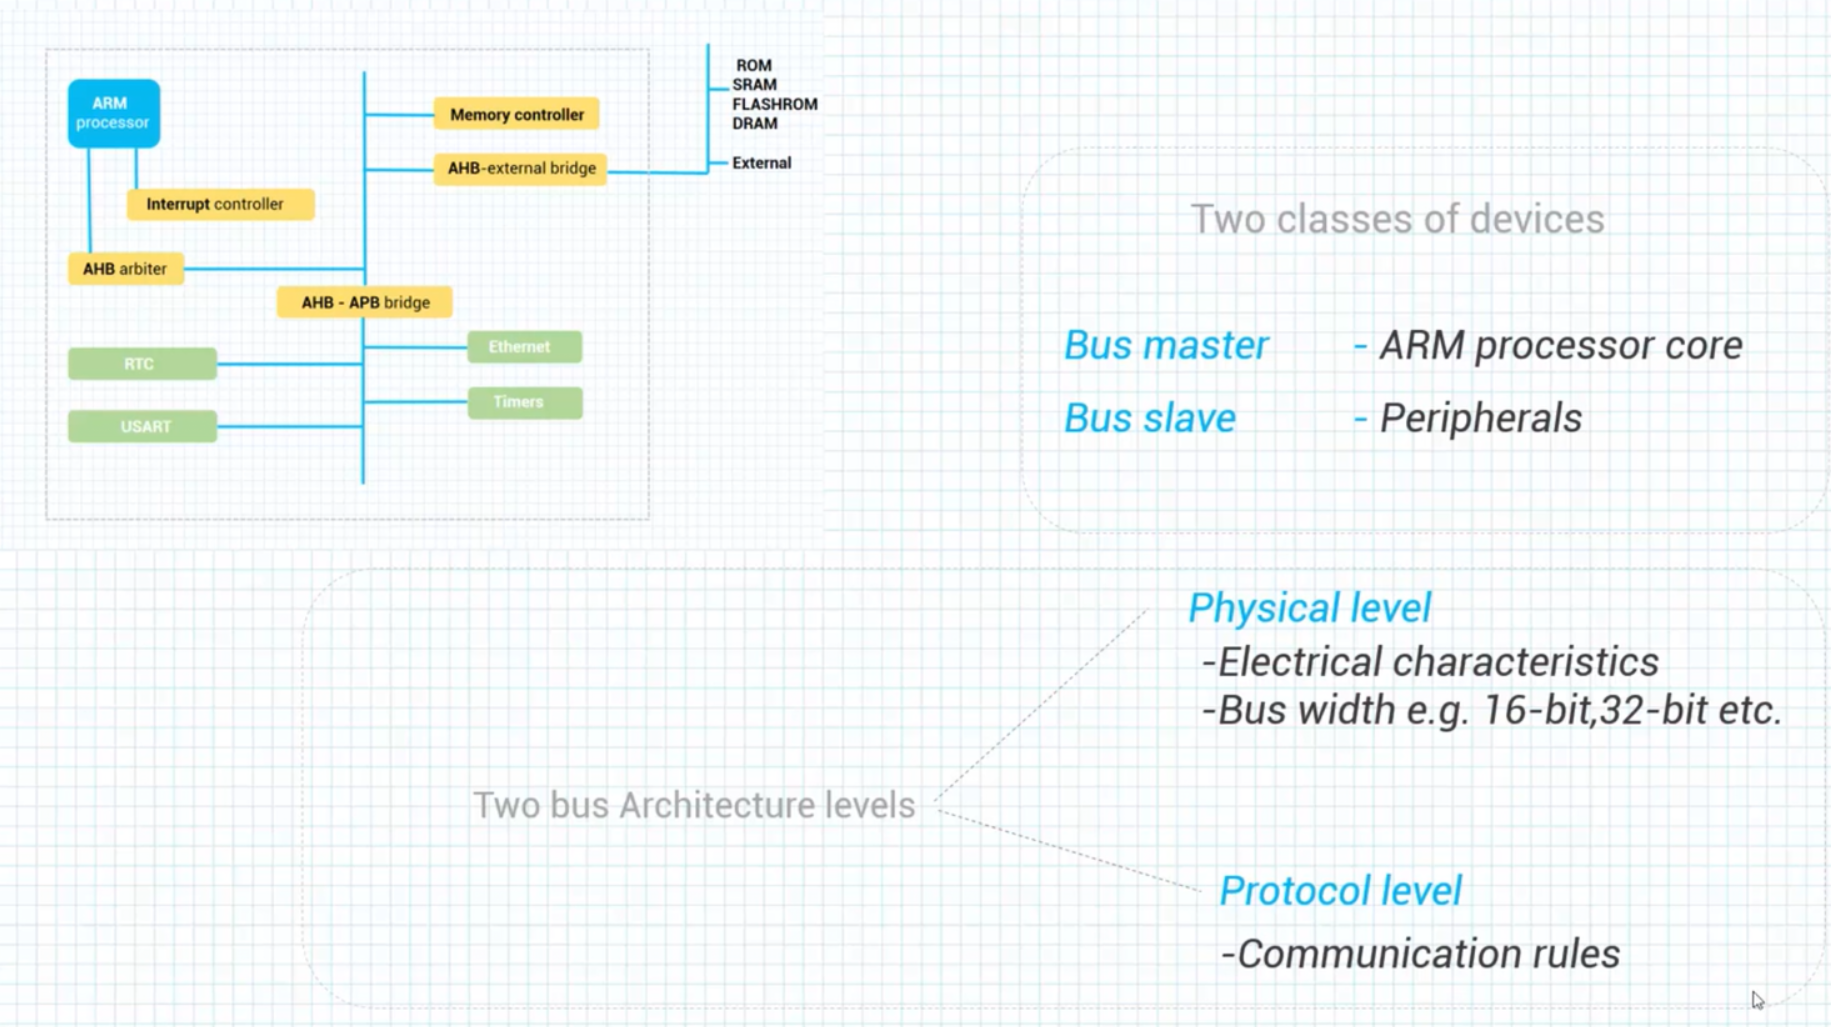 ARM
processor
Interrupt controller
AHB arbiter
Memory controller
AHB-external bridge
ROM
SRAM
FLASHROM
DRAM
External
AHB - APB bridge
RTC
USART
Ethernet
Timers
Two classes of devices
Bus master - ARM processor core
Bus slave - Peripherals
Two bus Architecture levels
Physical level
-Electrical characteristics
-Bus width e.g. 16-bit,32-bit etc.
Protocol level
-Communication rules